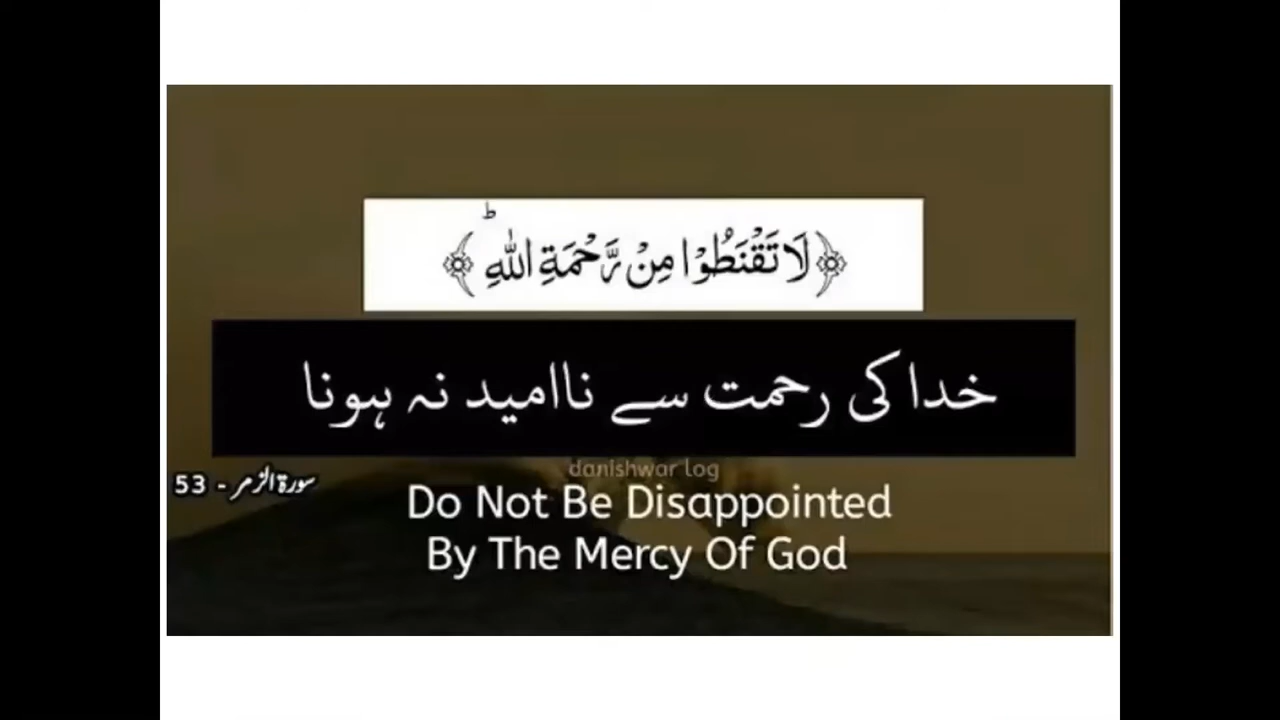 ﴿لَا تَقْنَطُوْا مِنْ رَّحْمَةِ اللّٰهِ ؕ﴾
خدا کی رحمت سے ناامید نہ ہونا
danishwar log
سورة الزمر - 53
Do Not Be Disappointed
By The Mercy Of God